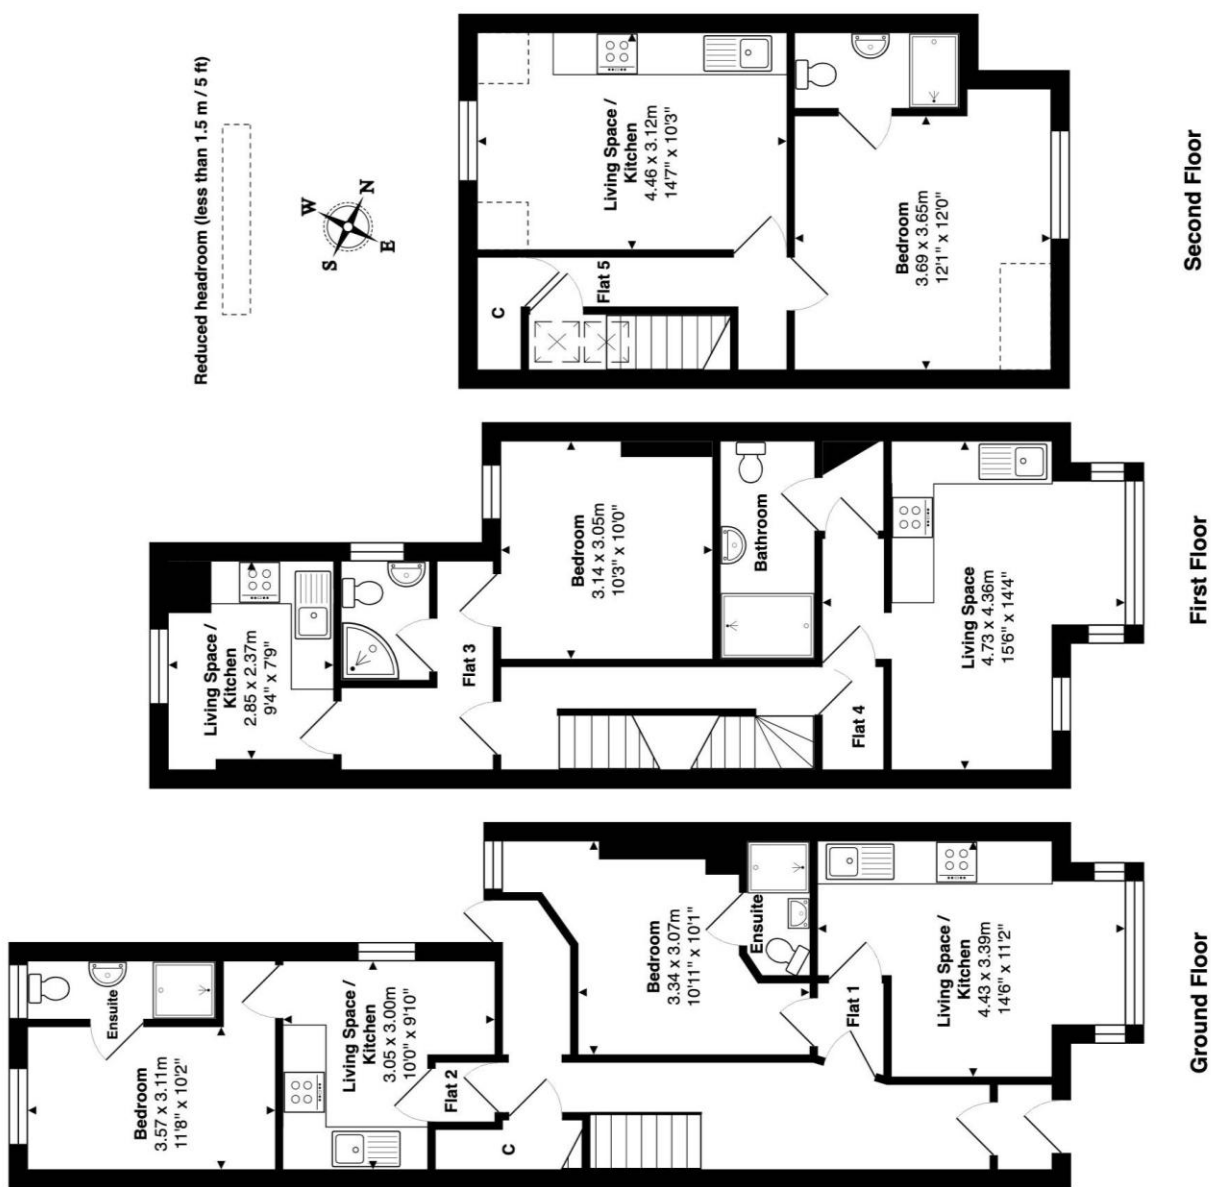 Reduced headroom (less than 1.5 m / 5 ft)
W
N
S
E
Living Space /
Kitchen
4.46 x 3.12m
14'7" x 10'3"
Bedroom
3.69 x 3.65m
12'1" x 12'0"
C
Flat 5
Second Floor
Living Space /
Kitchen
2.85 x 2.37m
9'4" x 7'9"
Flat 3
Bedroom
3.14 x 3.05m
10'3" x 10'0"
Bathroom
Flat 4
Living Space
4.73 x 4.36m
15'6" x 14'4"
First Floor
Bedroom
3.57 x 3.11m
11'8" x 10'2"
Ensuite
Living Space /
Kitchen
3.05 x 3.00m
10'0" x 9'10"
Flat 2
C
Bedroom
3.34 x 3.07m
10'11" x 10'1"
Ensuite
Flat 1
Living Space /
Kitchen
4.43 x 3.39m
14'6" x 11'2"
Ground Floor